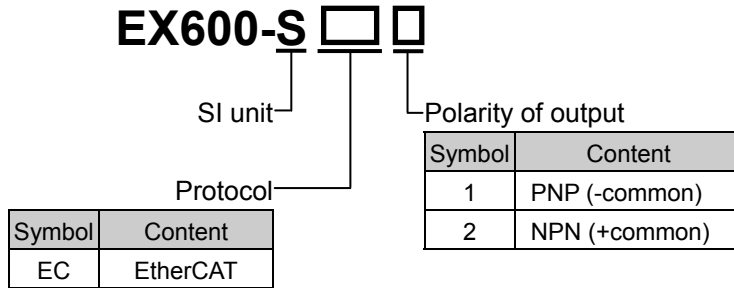 EX600-S
SI unit
Polarity of output
Symbol Content
1 PNP (-common)
2 NPN (+common)
Protocol
Symbol Content
EC EtherCAT